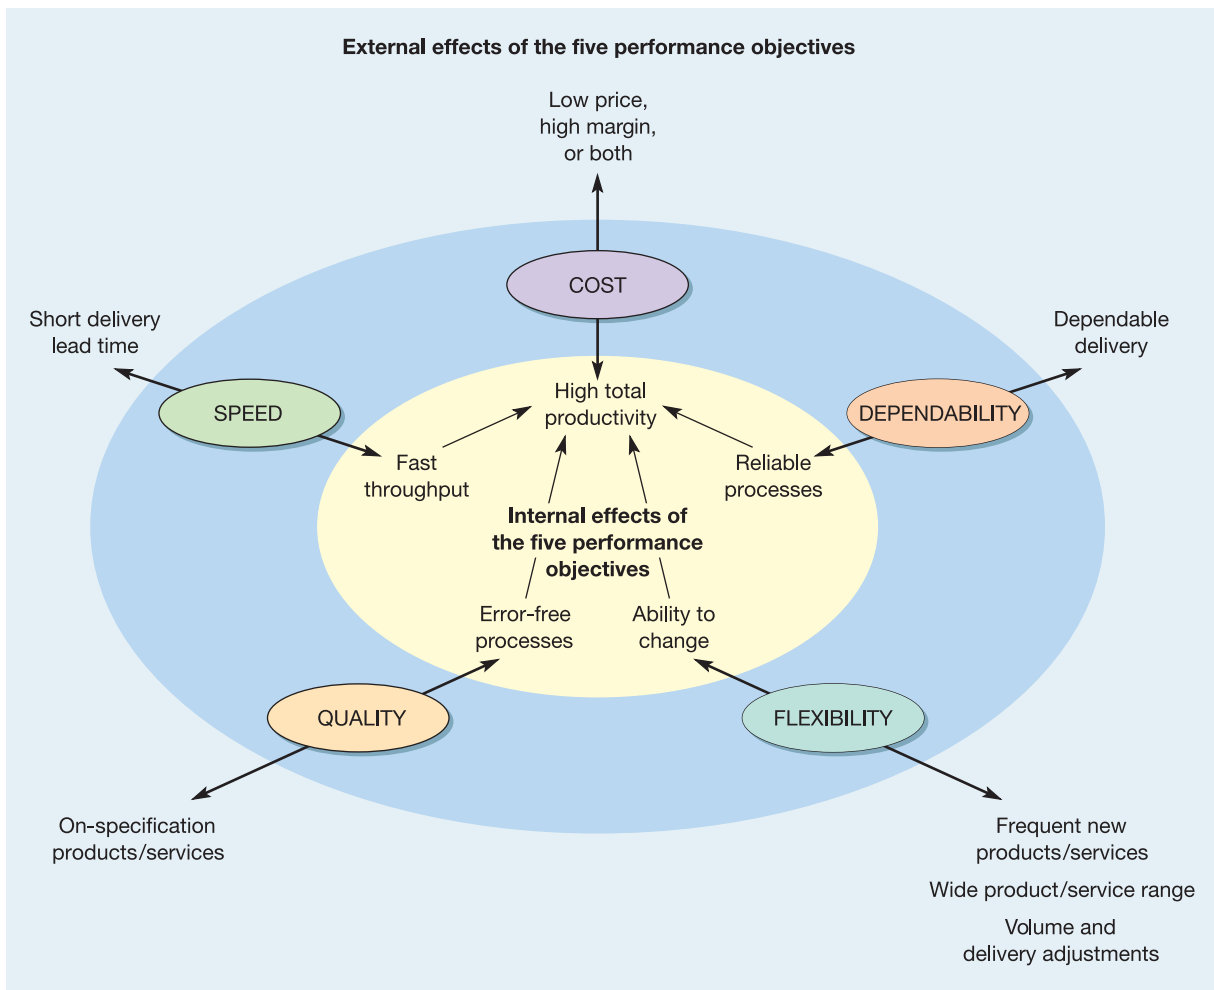 External effects of the five performance objectives
Low price,
high margin,
or both
COST
Short delivery
lead time
Dependable
delivery
SPEED
High total
productivity
DEPENDABILITY
Fast
throughput
Reliable
processes
Internal effects of
the five performance
objectives
Error-free
processes
Ability to
change
QUALITY
FLEXIBILITY
On-specification
products/services
Frequent new
products/services
Wide product/service range
Volume and
delivery adjustments